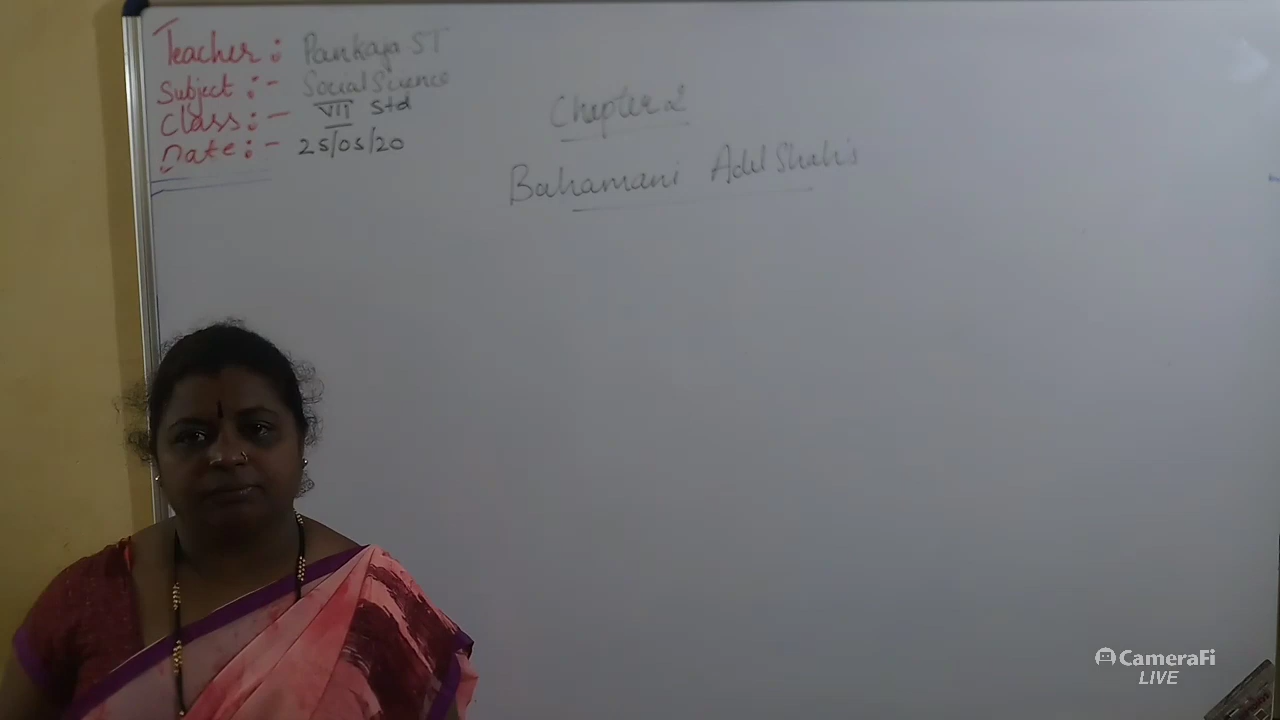 Teacher : Pankaja ST
Subject :- Social Science
Class :- VII Std
Date :- 25/05/20
Chapter 2
Bahamani Adil Shahi's
CameraFi
LIVE